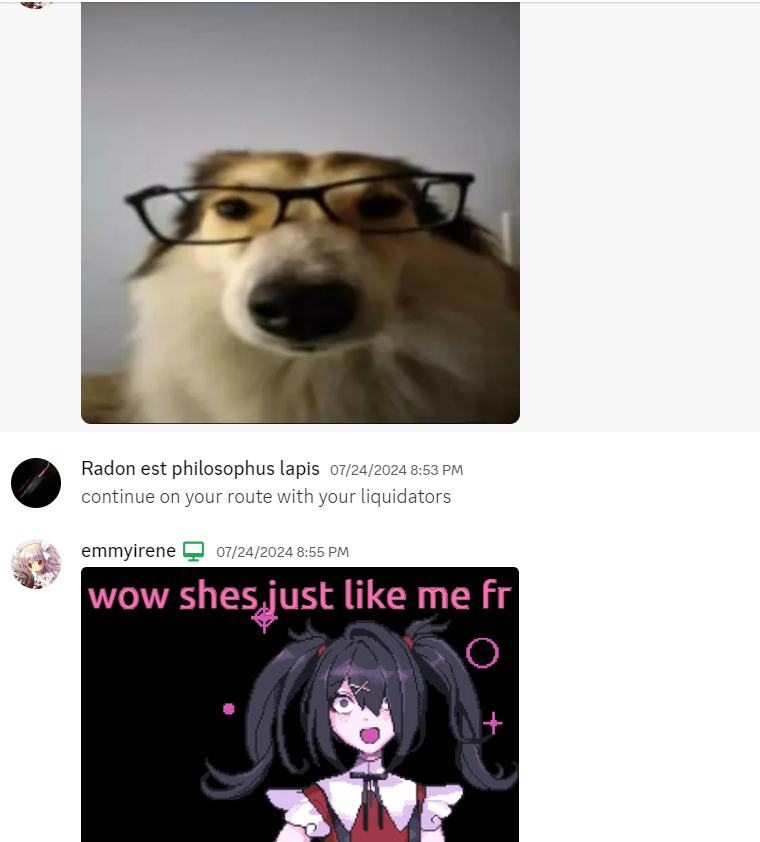 Radon est philosophus lapis 07/24/2024 8:53 PM
continue on your route with your liquidators
emmyirene 07/24/2024 8:55 PM
wow shes just like me fr